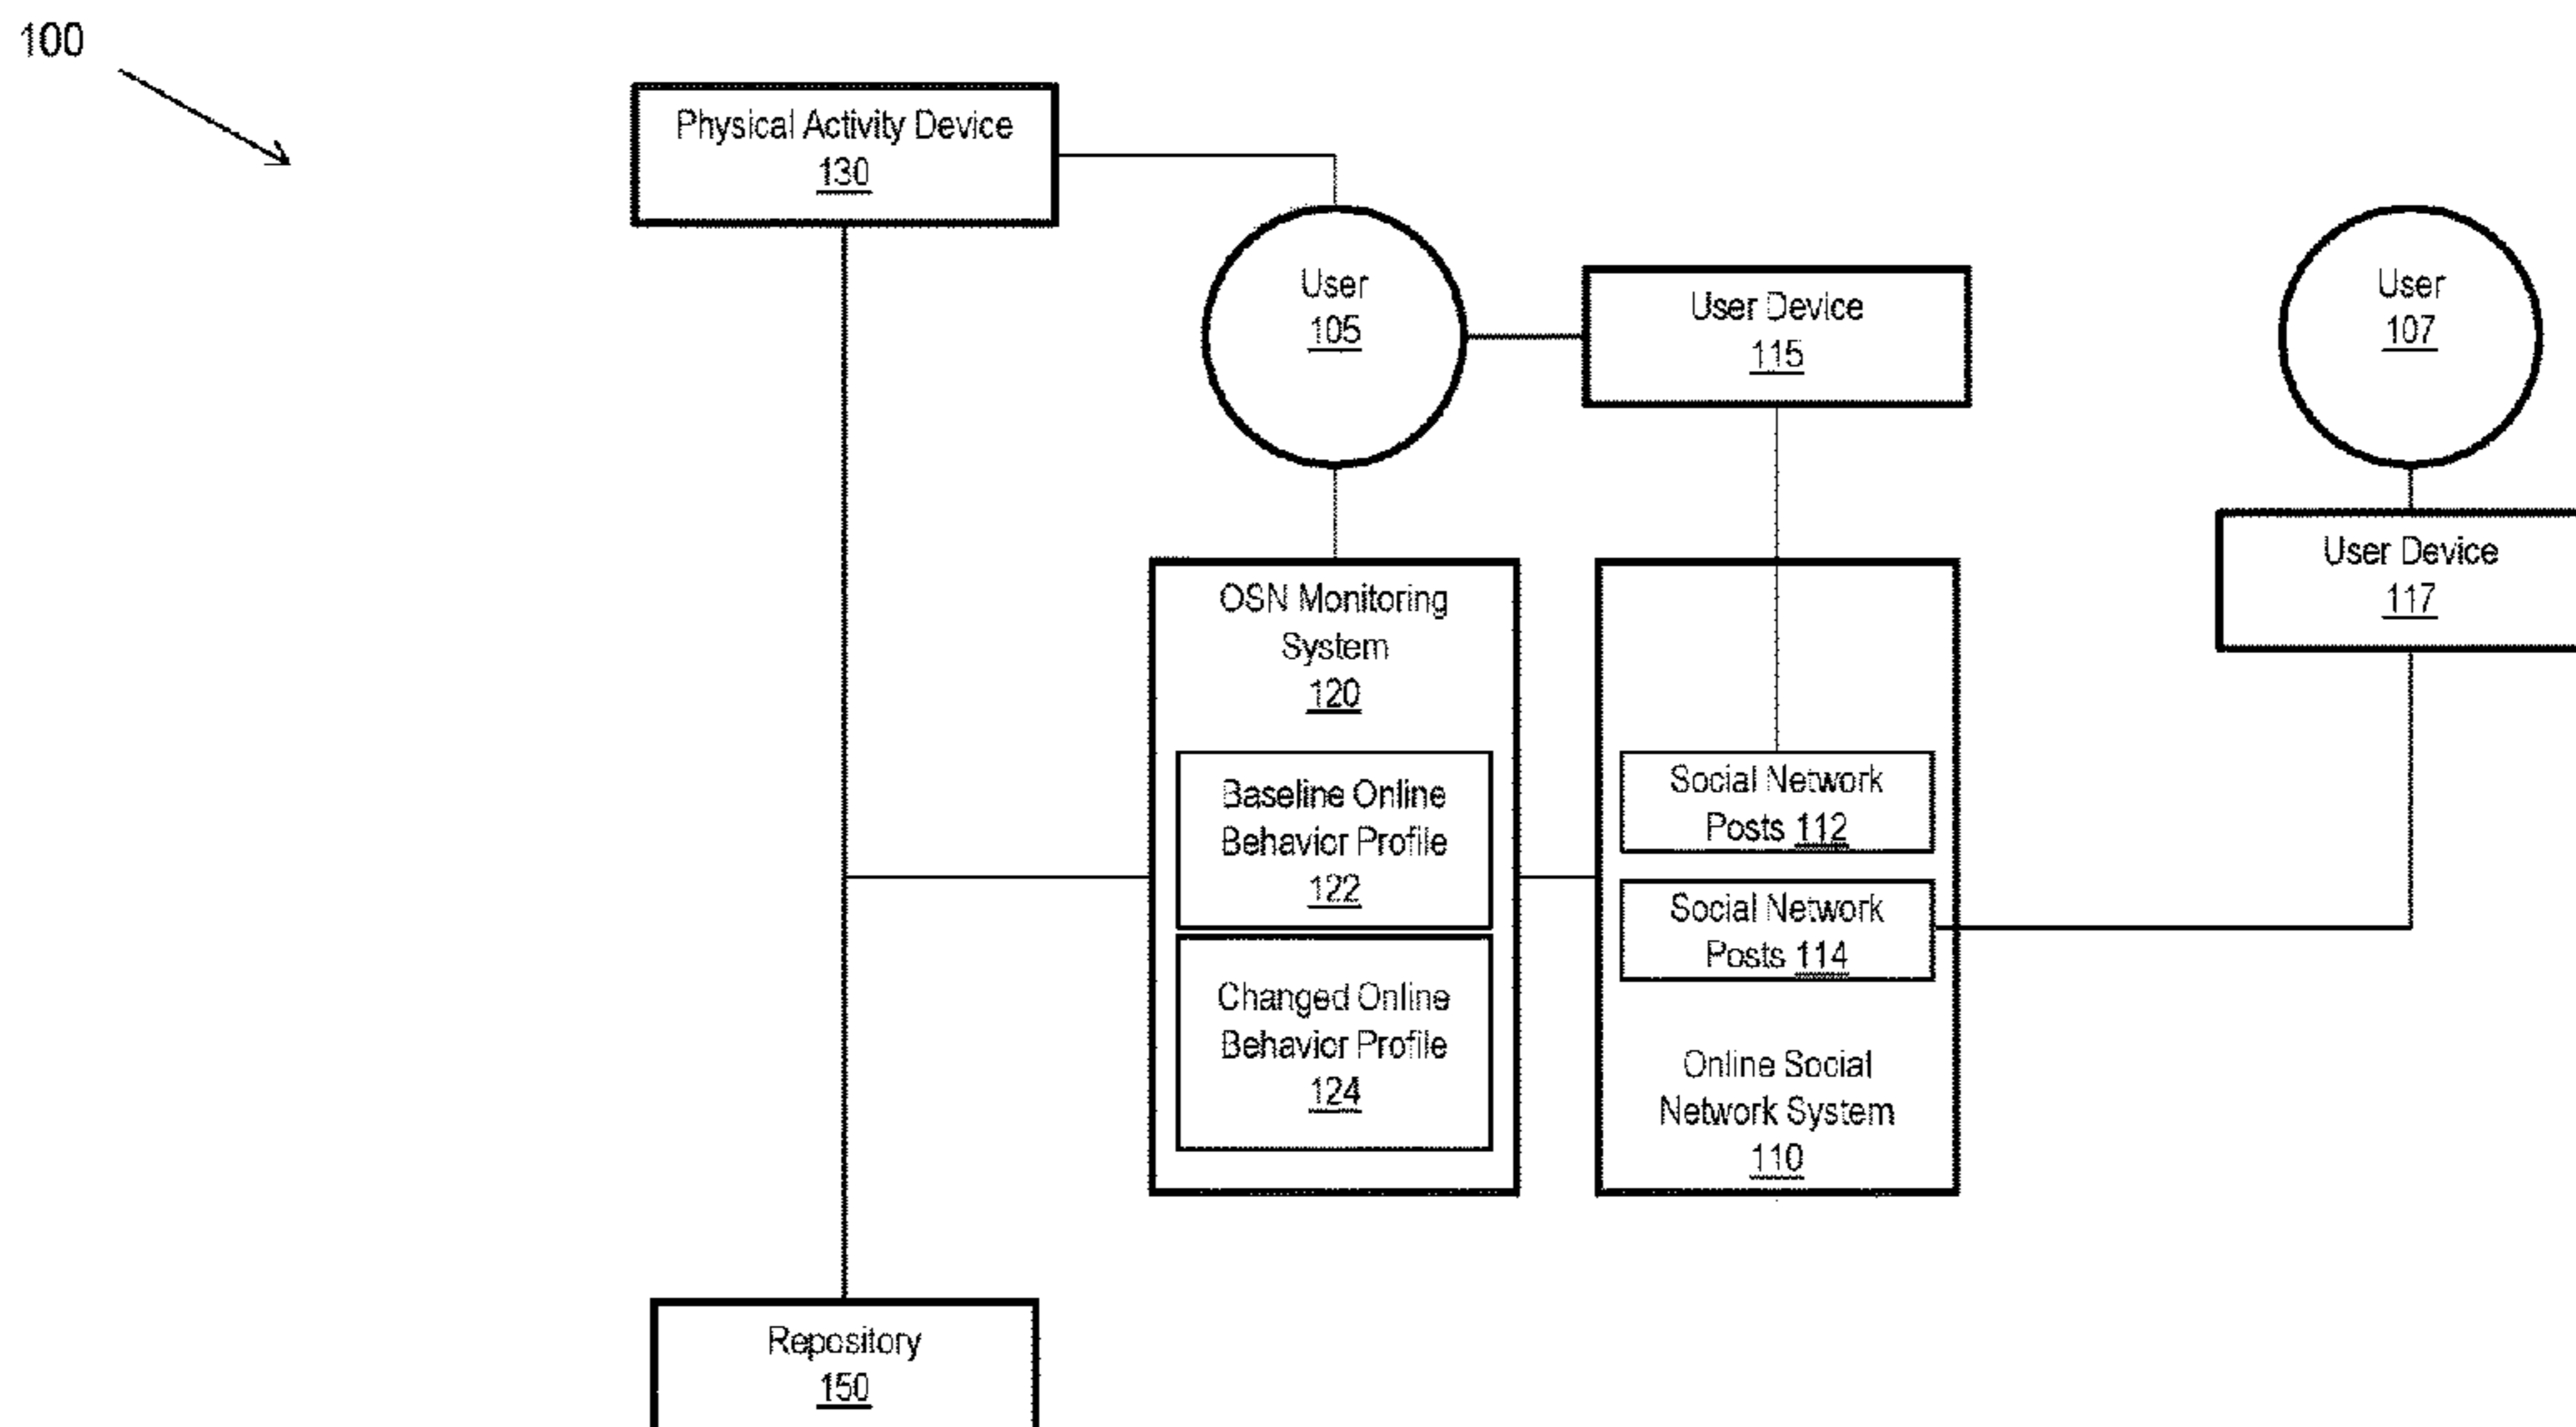 100
Physical Activity Device
130
User
105
User Device
115
User
107
User Device
117
OSN Monitoring
System
120
Baseline Online
Behavior Profile
122
Changed Online
Behavior Profile
124
Social Network
Posts 112
Social Network
Posts 114
Online Social
Network System
110
Repository
150